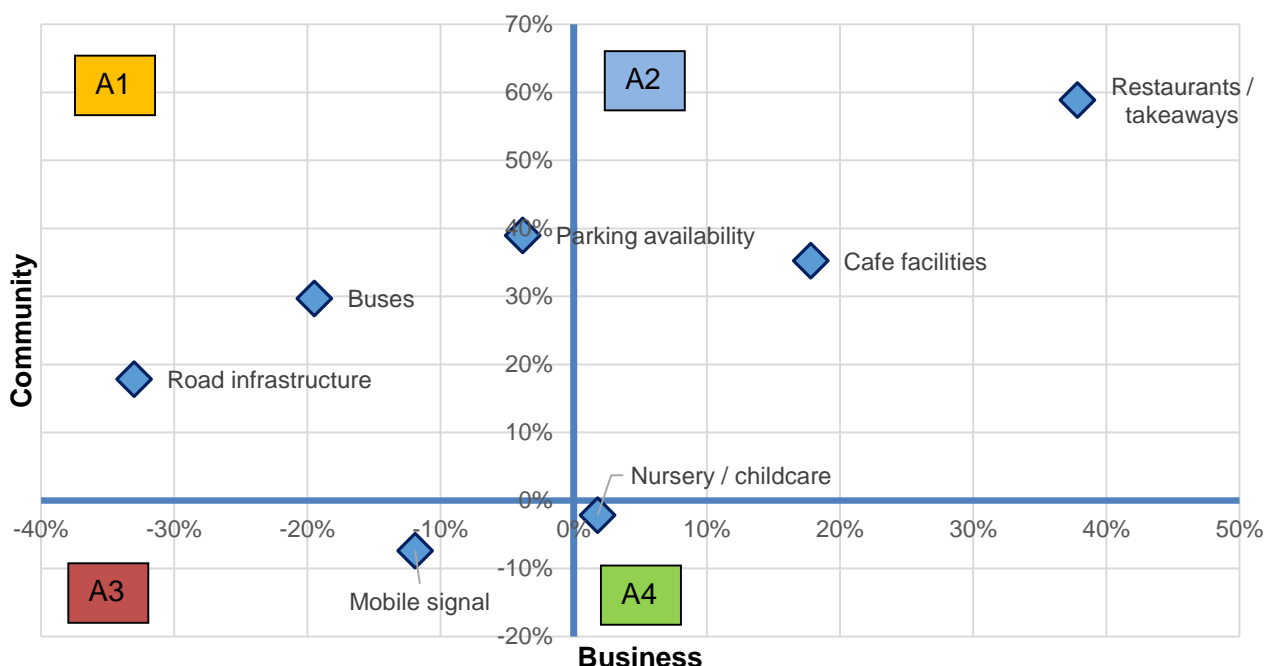 70%
A1
A2
60%
Restaurants /
takeaways
50%
40%
Parking availability
Cafe facilities
Community
30%
Buses
20%
Road infrastructure
10%
Nursery / childcare
0%
-40%
-30%
-20%
-10%
0%
10%
20%
30%
40%
50%
-10%
A3
A4
Mobile signal
-20%
Business